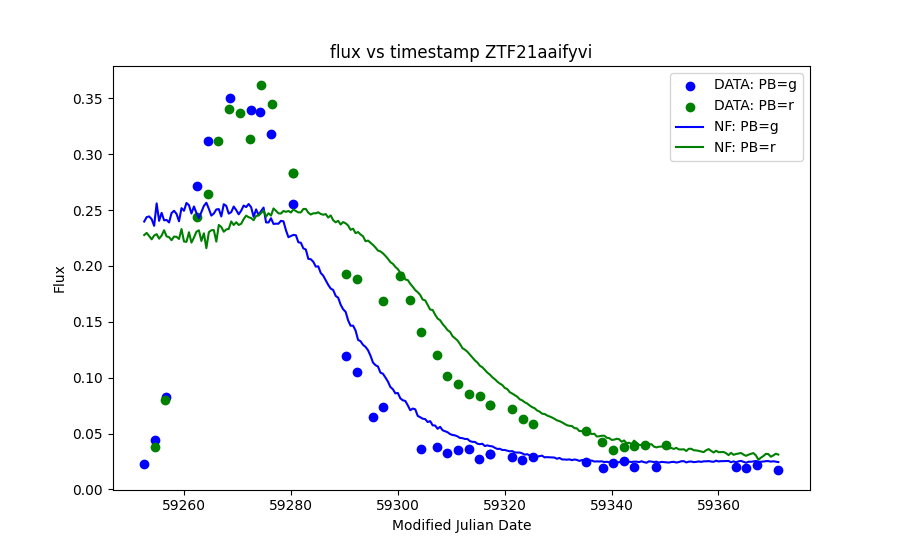 flux vs timestamp ZTF21aaifyvi
DATA: PB=g
DATA: PB=r
NF: PB=g
NF: PB=r
0.35
0.30
0.25
0.20
0.15
0.10
0.05
0.00
Flux
59260
59280
59300
59320
59340
59360
Modified Julian Date